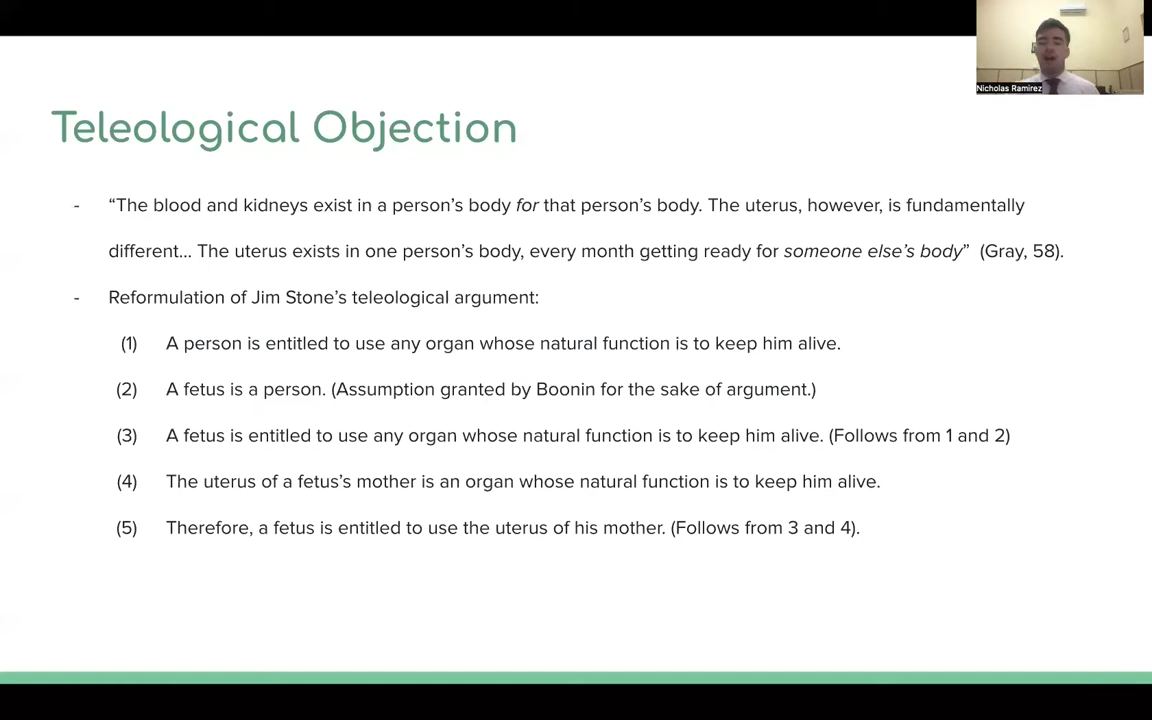 Nicholas Ramirez
Teleological Objection
- “The blood and kidneys exist in a person’s body for that person’s body. The uterus, however, is fundamentally
different... The uterus exists in one person’s body, every month getting ready for someone else’s body” (Gray, 58).
- Reformulation of Jim Stone’s teleological argument:
(1) A person is entitled to use any organ whose natural function is to keep him alive.
(2) A fetus is a person. (Assumption granted by Boonin for the sake of argument.)
(3) A fetus is entitled to use any organ whose natural function is to keep him alive. (Follows from 1 and 2)
(4) The uterus of a fetus’s mother is an organ whose natural function is to keep him alive.
(5) Therefore, a fetus is entitled to use the uterus of his mother. (Follows from 3 and 4).